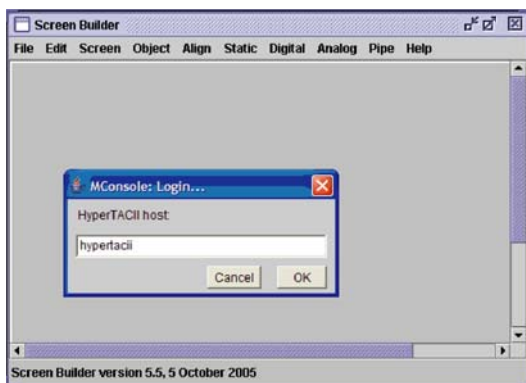 Screen Builder
File Edit Screen Object Align Static Digital Analog Pipe Help
MConsole: Login...
HyperTACII host:
hypertacii
Cancel OK
Screen Builder version 5.5, 5 October 2005